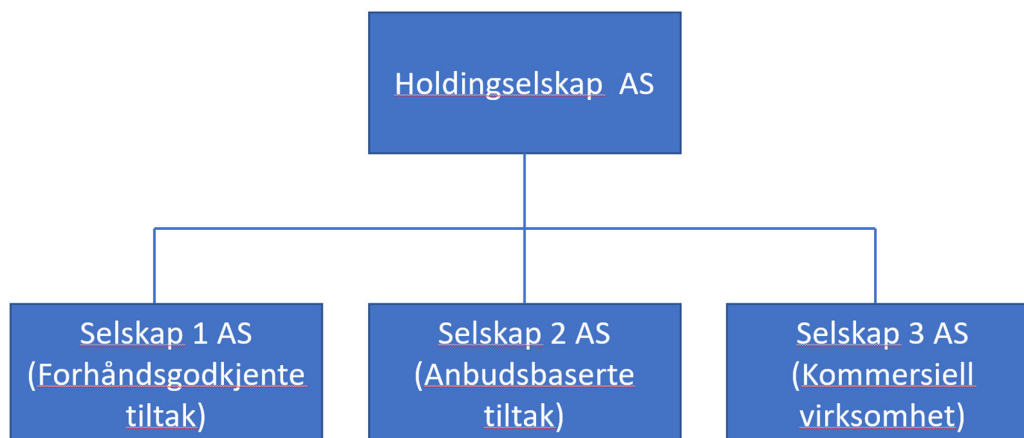 Holdingselskap AS
Selskap 1 AS
(Forhåndsgodkjente
tiltak)
Selskap 2 AS
(Anbudsbaserte
tiltak)
Selskap 3 AS
(Kommersiell
virksomhet)